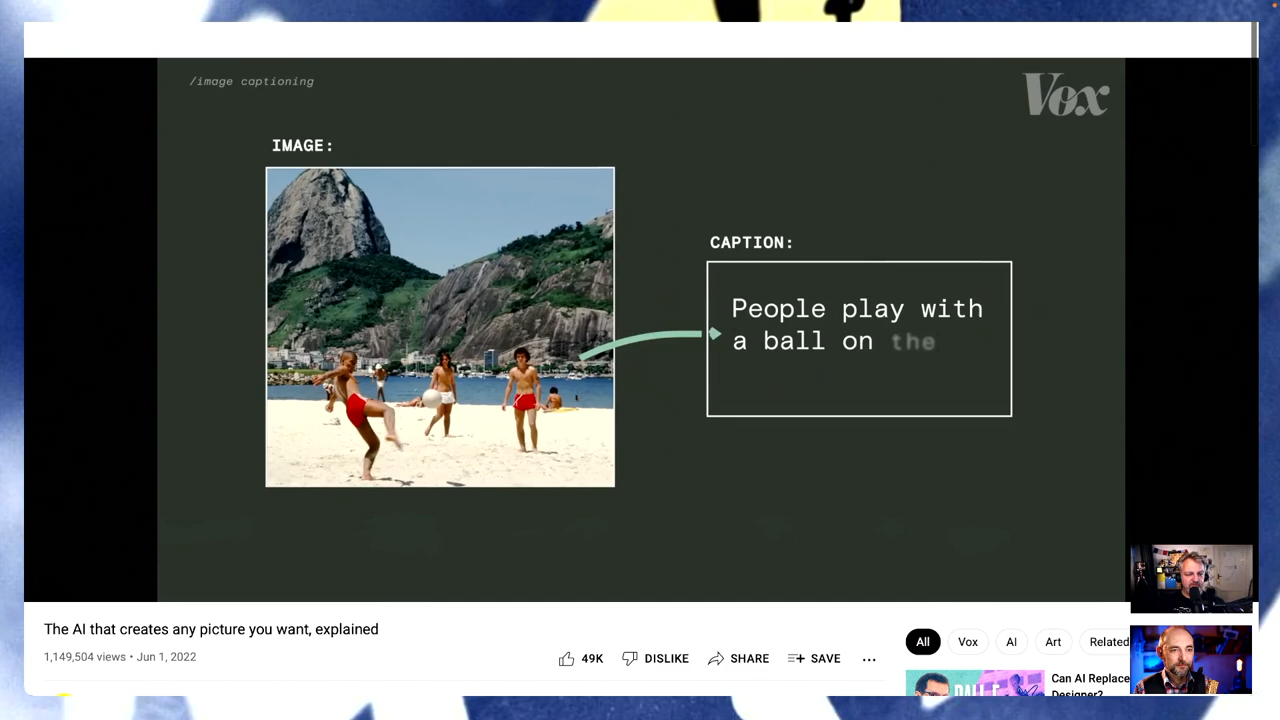 /image captioning
Vox
IMAGE:
CAPTION:
People play with
a ball on the
The AI that creates any picture you want, explained
1,149,504 views • Jun 1, 2022
49K DISLIKE SHARE SAVE
All Vox AI Art Related
Can AI Replace
Designer?